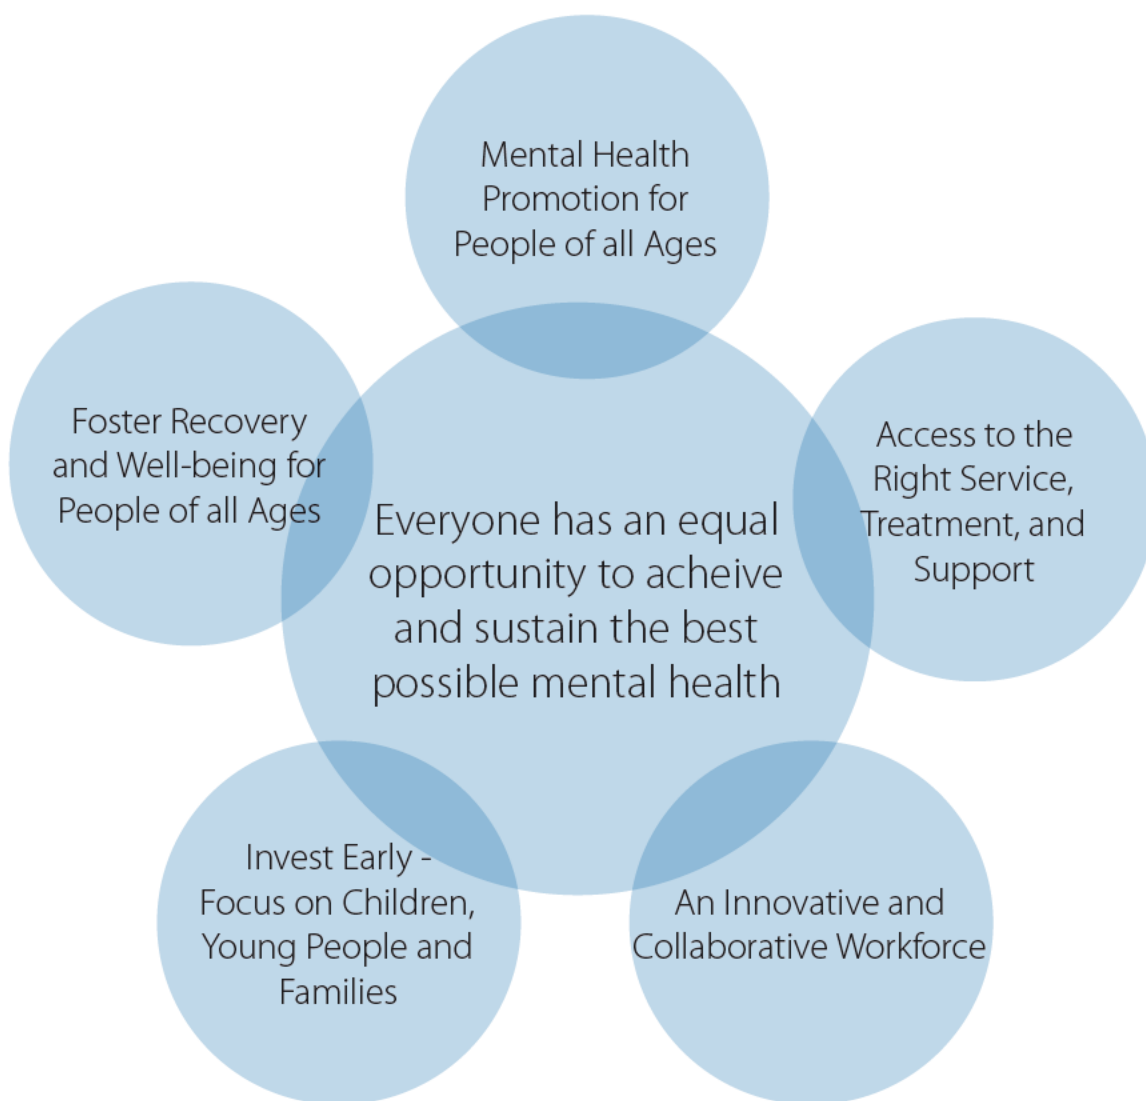 Mental Health
Promotion for
People of all Ages
Foster Recovery
and Well-being for
People of all Ages
Access to the
Right Service,
Treatment, and
Support
Everyone has an equal
opportunity to acheive
and sustain the best
possible mental health
Invest Early -
Focus on Children,
Young People and
Families
An Innovative and
Collaborative Workforce